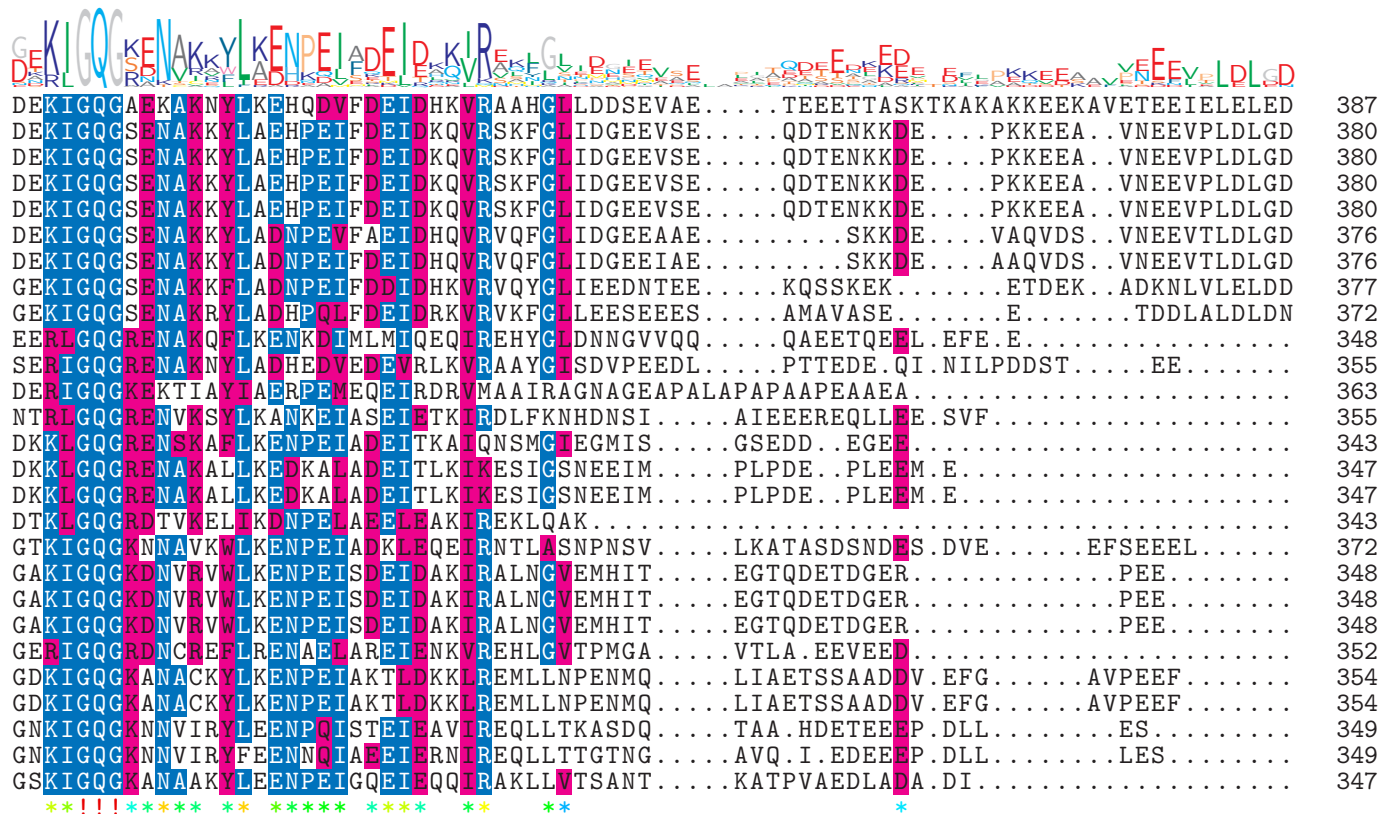 DEKIGQGAEKAKNYLKEHQDVFDEIDHKVRAAHGLLDDSEVAE.....TEEETTASKTKAKAKKEEKAVETEEIELELED 387
DEKIGQGSENAKKYLAEHPEIFDEIDKQVRSKFGLIDGEEVSE.....QDTENKKDE....PKKEEA..VNEEVPLDLGD 380
DEKIGQGSENAKKYLAEHPEIFDEIDKQVRSKFGLIDGEEVSE.....QDTENKKDE....PKKEEA..VNEEVPLDLGD 380
DEKIGQGSENAKKYLAEHPEIFDEIDKQVRSKFGLIDGEEVSE.....QDTENKKDE....PKKEEA..VNEEVPLDLGD 380
DEKIGQGSENAKKYLAEHPEIFDEIDKQVRSKFGLIDGEEVSE.....QDTENKKDE....PKKEEA..VNEEVPLDLGD 380
DEKIGQGSENAKKYLADNPEVFAEIDHQVRVQFGLIDGEEAAE.........SKKDE....VAQVDS..VNEEVTLDLGD 376
DEKIGQGSENAKKYLADNPEIFDEIDHQVRVQFGLIDGEEIAE.........SKKDE....AAQVDS..VNEEVTLDLGD 376
GEKIGQGSENAKKFLADNPEIFDDIDHKVRVQYGLIEEDNTEE.....KQSSKEK.......ETDEK..ADKNLVLELDD 377
GEKIGQGSENAKRYLADHPQLFDEIDRKVRVKFGLLEESEEES.....AMAVASE.......E.......TDDLALDLDN 372
EERLGQGRENAKQFLKENKDIMLMIQEQIREHYGLDNNGVVQQ.....QAEETQEEL.EFE.E................. 348
SERIGQGRENAKNYLADHEDVEDEVRLKVRAAYGISDVPEEDL.....PTTEDE.QI.NILPDDST.....EE....... 355
DERIGQGKEKTTAYIAERPEMEQEIRDRVMAAIRAGNAGEAPALAPAPAAPEAAEA........................ 363
NTRLGQGRENVKSYLKANKEIASEIETKIRDLFKNHDNSI.....AIEEEREQLLEE.SVF................... 355
DKKLGQGRENSKAFLKENPEIADEITKAIQNSMGIEGMIS.....GSEDD..EGEE........................ 343
DKKLGQGRENAKALLKEDKALADEITLKIKESIGSNEEIM.....PLPDE..PLEEM.E..................... 347
DKKLGQGRENAKALLKEDKALADEITLKIKESIGSNEEIM.....PLPDE..PLEEM.E..................... 347
DTKLGQGRDTVKELIKDNPELAEELEAKIREKLQAK............................................ 343
GTKIGQGKNNAVKWLKENPEIADKLEQEIRNTLASNPNSV.....LKATASDSNDES.DVE......EFSEEEL...... 372
GAKIGQGKDNVRVWLKENPEISDEIDAKIRALNGVEMHIT.....EGTQDETDGER.............PEE........ 348
GAKIGQGKDNVRVWLKENPEISDEIDAKIRALNGVEMHIT.....EGTQDETDGER.............PEE........ 348
GAKIGQGKDNVRVWLKENPEISDEIDAKIRALNGVEMHIT.....EGTQDETDGER.............PEE........ 348
GERIGQGRDNCREFLRENAELAREIENKVREHLGVTPMGA.....VTLA.EEVEED........................ 352
GDKIGQGKANACKYLKENPEIAKTLDKKLREMLLNPENMQ.....LIAETSSAADDV.EFG......AVPEEF....... 354
GDKIGQGKANACKYLKENPEIAKTLDKKLREMLLNPENMQ.....LIAETSSAADDV.EFG......AVPEEF....... 354
GNKIGQGKNNVIRYLEENPQISTEIEAVIREQLLTKASDQ.....TAA.HDETEEEP.DLL........ES......... 349
GNKIGQGKNNVIRYFEENNQIAEEIERNIREQLLTTGTNG.....AVQ.I.EDEEEP.DLL........LES........ 349
GSKIGQGKANAAKYLEENPEIGQEIEQQIRAKLLVTSANT.....KATPVAEDLADA.DI.................... 347
**!!!***** ** ***** **** ** ** *